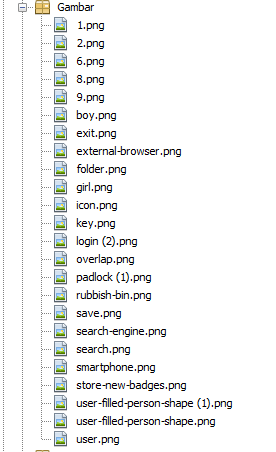 Gambar
1.png
2.png
6.png
8.png
9.png
boy.png
exit.png
external-browser.png
folder.png
girl.png
icon.png
key.png
login (2).png
overlap.png
padlock (1).png
rubbish-bin.png
save.png
search-engine.png
search.png
smartphone.png
store-new-badges.png
user-filled-person-shape (1).png
user-filled-person-shape.png
user.png